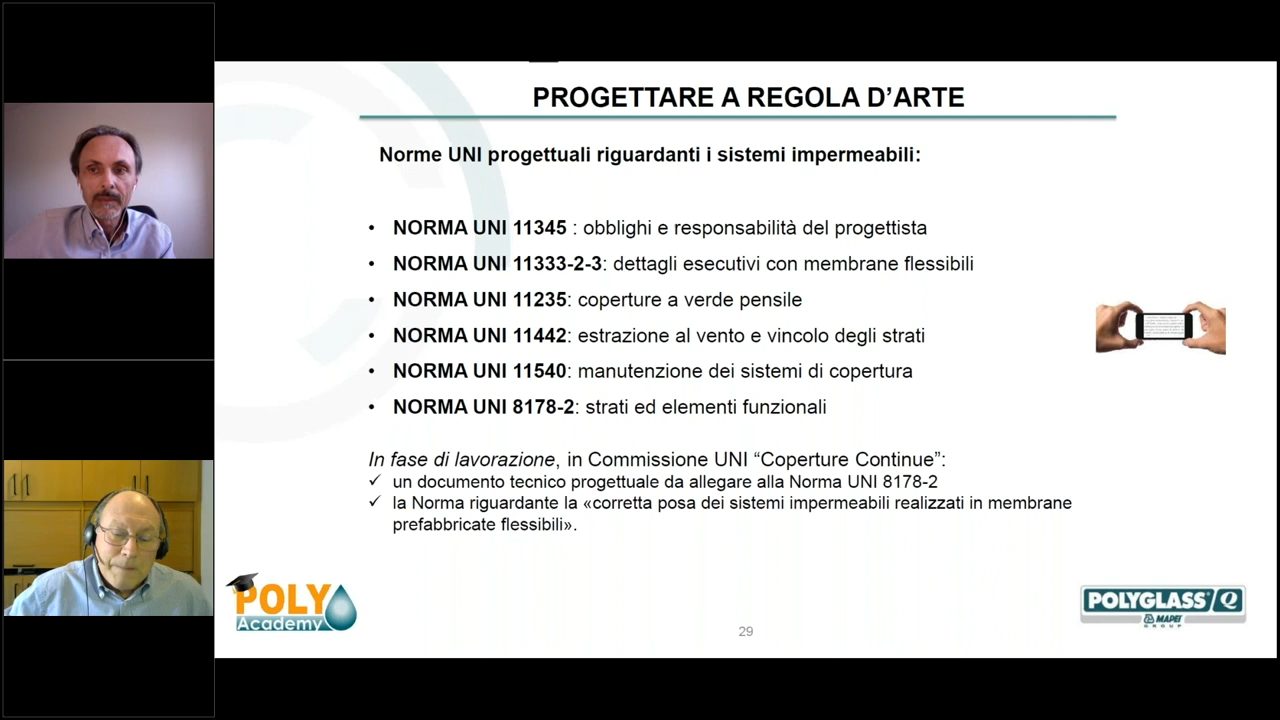 PROGETTARE A REGOLA D’ARTE
Norme UNI progettuali riguardanti i sistemi impermeabili:
• NORMA UNI 11345 : obblighi e responsabilità del progettista
• NORMA UNI 11333-2-3: dettagli esecutivi con membrane flessibili
• NORMA UNI 11235: coperture a verde pensile
• NORMA UNI 11442: estrazione al vento e vincolo degli strati
• NORMA UNI 11540: manutenzione dei sistemi di copertura
• NORMA UNI 8178-2: strati ed elementi funzionali
In fase di lavorazione, in Commissione UNI “Coperture Continue”:
✓ un documento tecnico progettuale da allegare alla Norma UNI 8178-2
✓ la Norma riguardante la «corretta posa dei sistemi impermeabili realizzati in membrane
prefabbricate flessibili».
POLY
Academy
29
POLYGLASS
MAPEI
GROUP